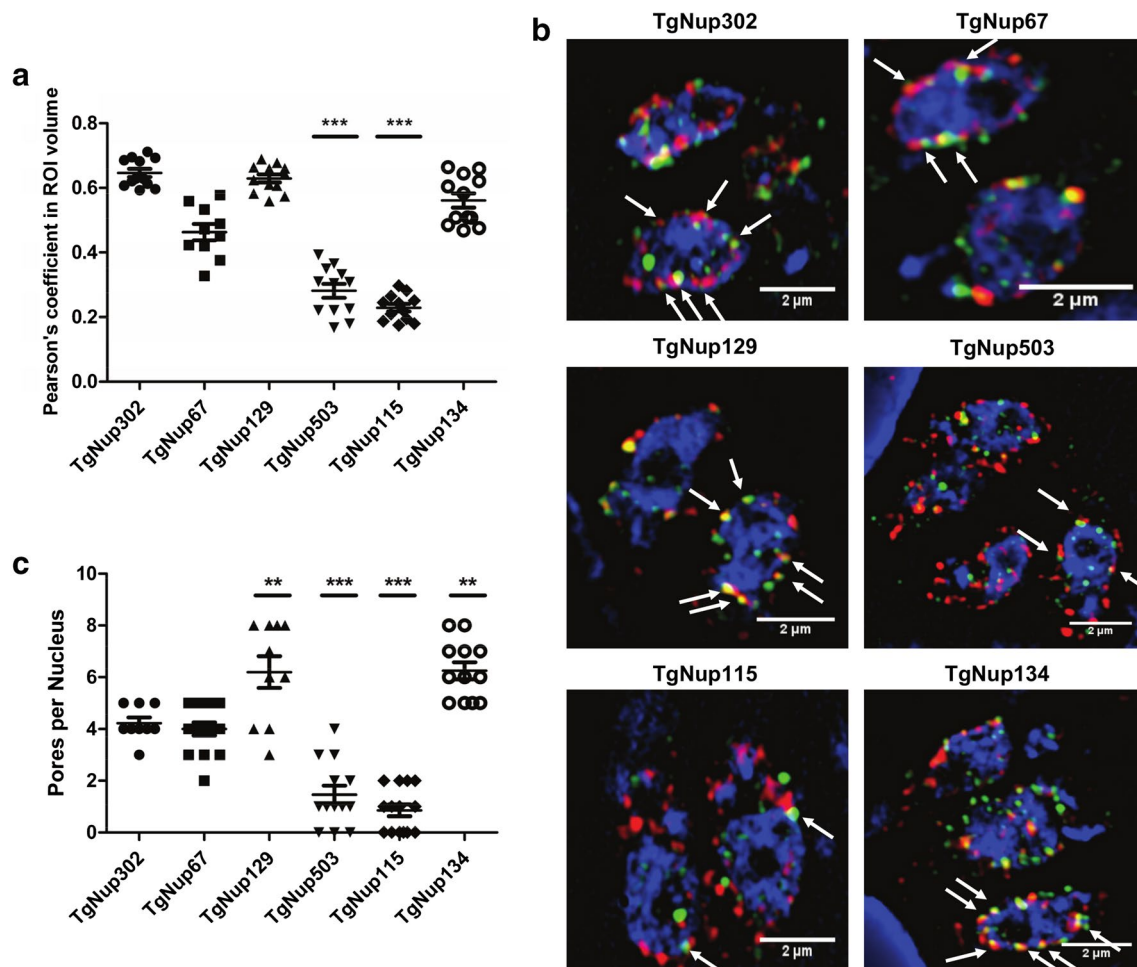 a
Pearson's coefficient in ROI volume
0.8
0.6
0.4
0.2
0.0
*** ***
TgNup302 TgNup67 TgNup129 TgNup503 TgNup115 TgNup134
b
TgNup302 TgNup67
2 µm 2 µm
TgNup129 TgNup503
2 µm 2 µm
TgNup115 TgNup134
2 µm 2 µm
c
Pores per Nucleus
10
8
6
4
2
0
** *** *** **
TgNup302 TgNup67 TgNup129 TgNup503 TgNup115 TgNup134